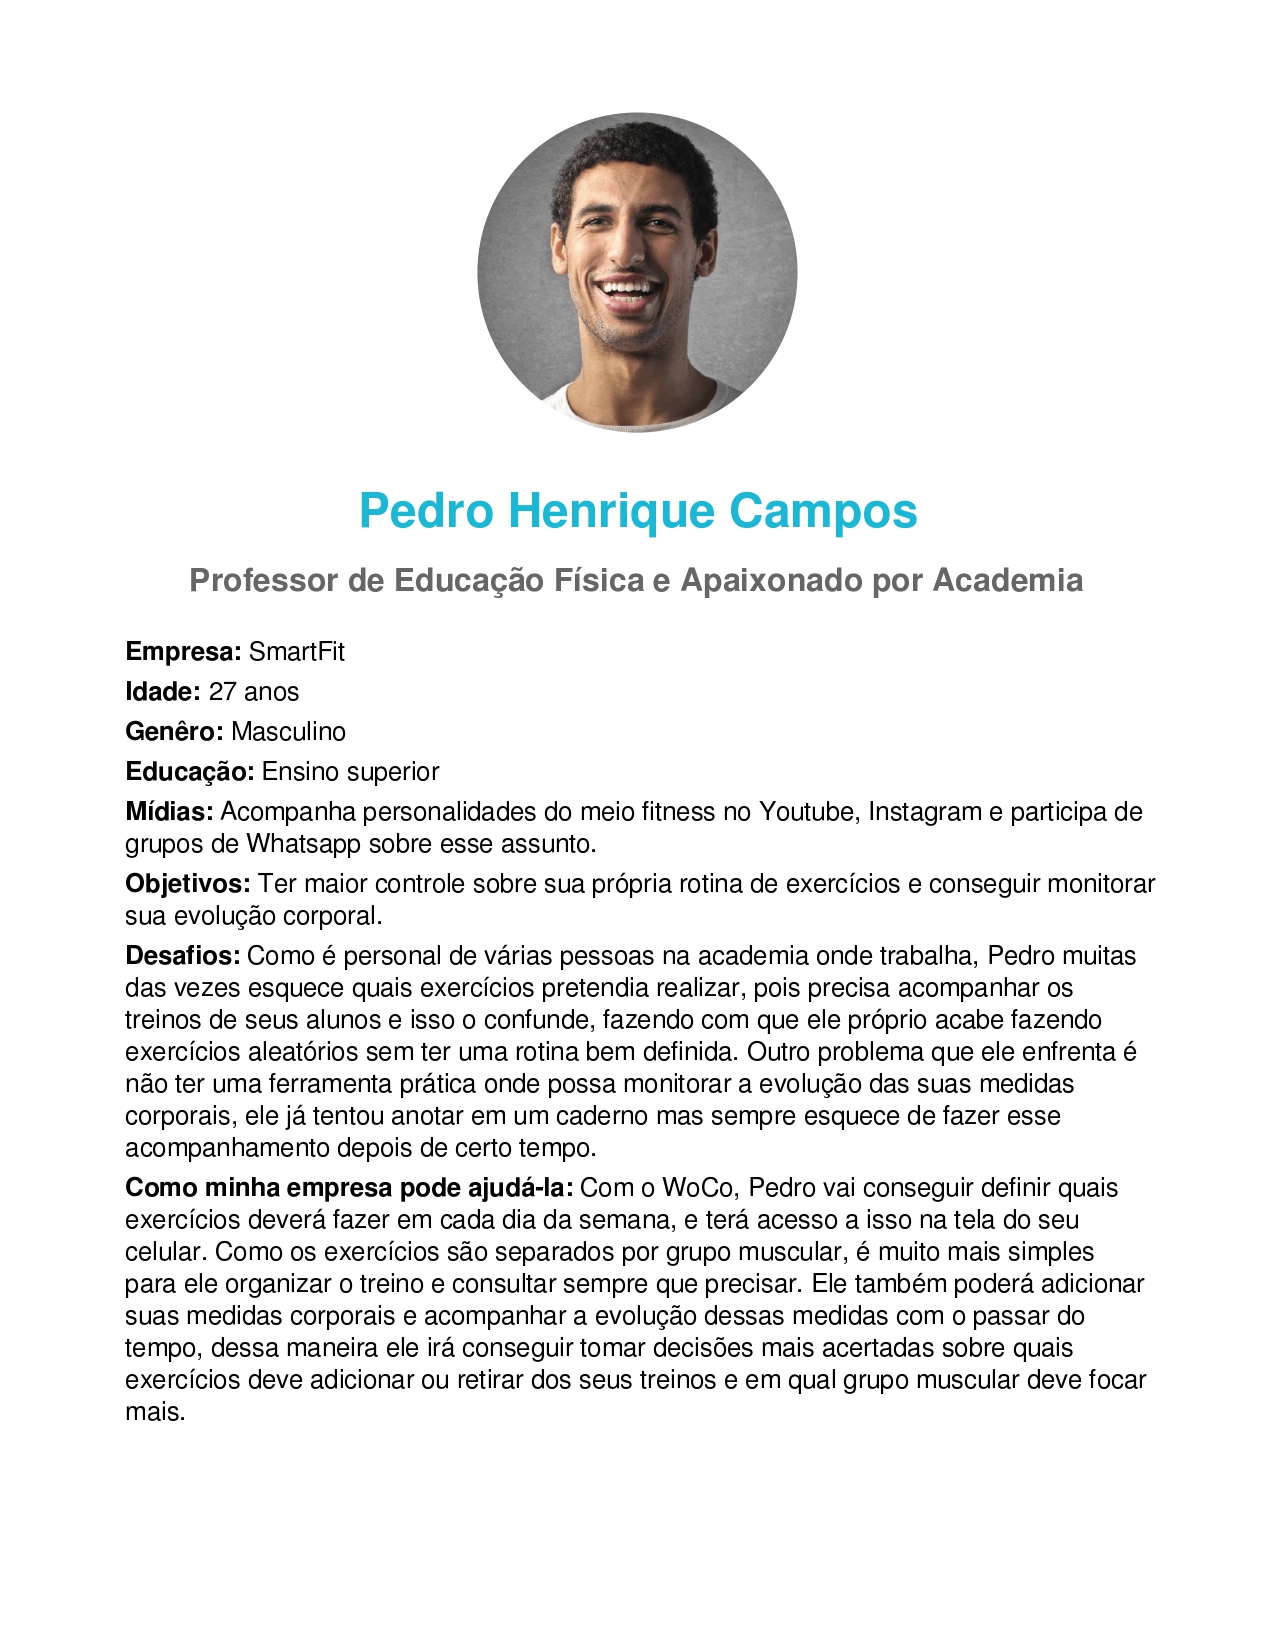 Pedro Henrique Campos
Professor de Educação Física e Apaixonado por Academia
Empresa: SmartFit
Idade: 27 anos
Genêro: Masculino
Educação: Ensino superior
Mídias: Acompanha personalidades do meio fitness no Youtube, Instagram e participa de
grupos de Whatsapp sobre esse assunto.
Objetivos: Ter maior controle sobre sua própria rotina de exercícios e conseguir monitorar
sua evolução corporal.
Desafios: Como é personal de várias pessoas na academia onde trabalha, Pedro muitas
das vezes esquece quais exercícios pretendia realizar, pois precisa acompanhar os
treinos de seus alunos e isso o confunde, fazendo com que ele próprio acabe fazendo
exercícios aleatórios sem ter uma rotina bem definida. Outro problema que ele enfrenta é
não ter uma ferramenta prática onde possa monitorar a evolução das suas medidas
corporais, ele já tentou anotar em um caderno mas sempre esquece de fazer esse
acompanhamento depois de certo tempo.
Como minha empresa pode ajudá-la: Com o WoCo, Pedro vai conseguir definir quais
exercícios deverá fazer em cada dia da semana, e terá acesso a isso na tela do seu
celular. Como os exercícios são separados por grupo muscular, é muito mais simples
para ele organizar o treino e consultar sempre que precisar. Ele também poderá adicionar
suas medidas corporais e acompanhar a evolução dessas medidas com o passar do
tempo, dessa maneira ele irá conseguir tomar decisões mais acertadas sobre quais
exercícios deve adicionar ou retirar dos seus treinos e em qual grupo muscular deve focar
mais.